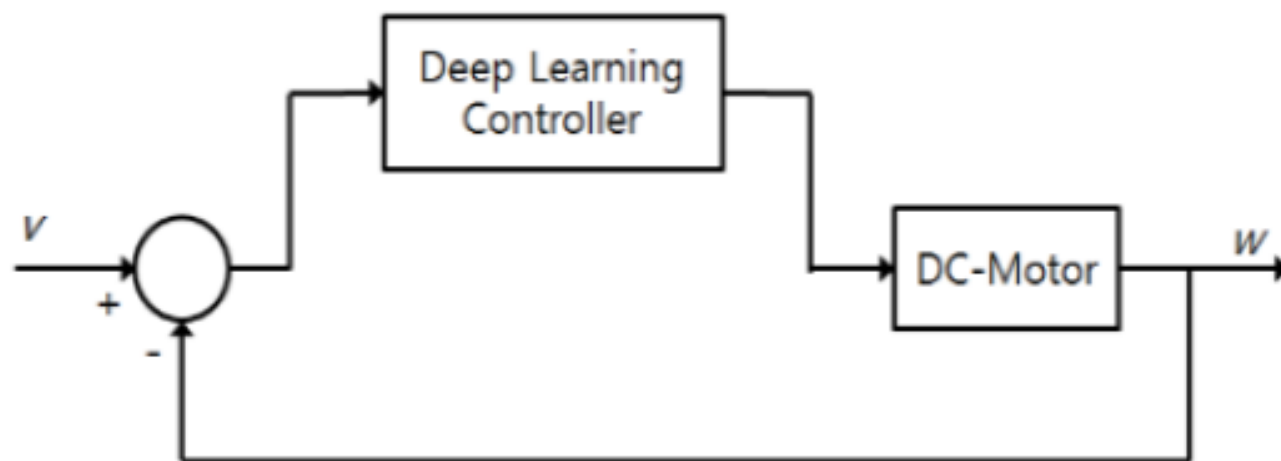 Deep Learning
Controller
v
+
-
DC-Motor
w